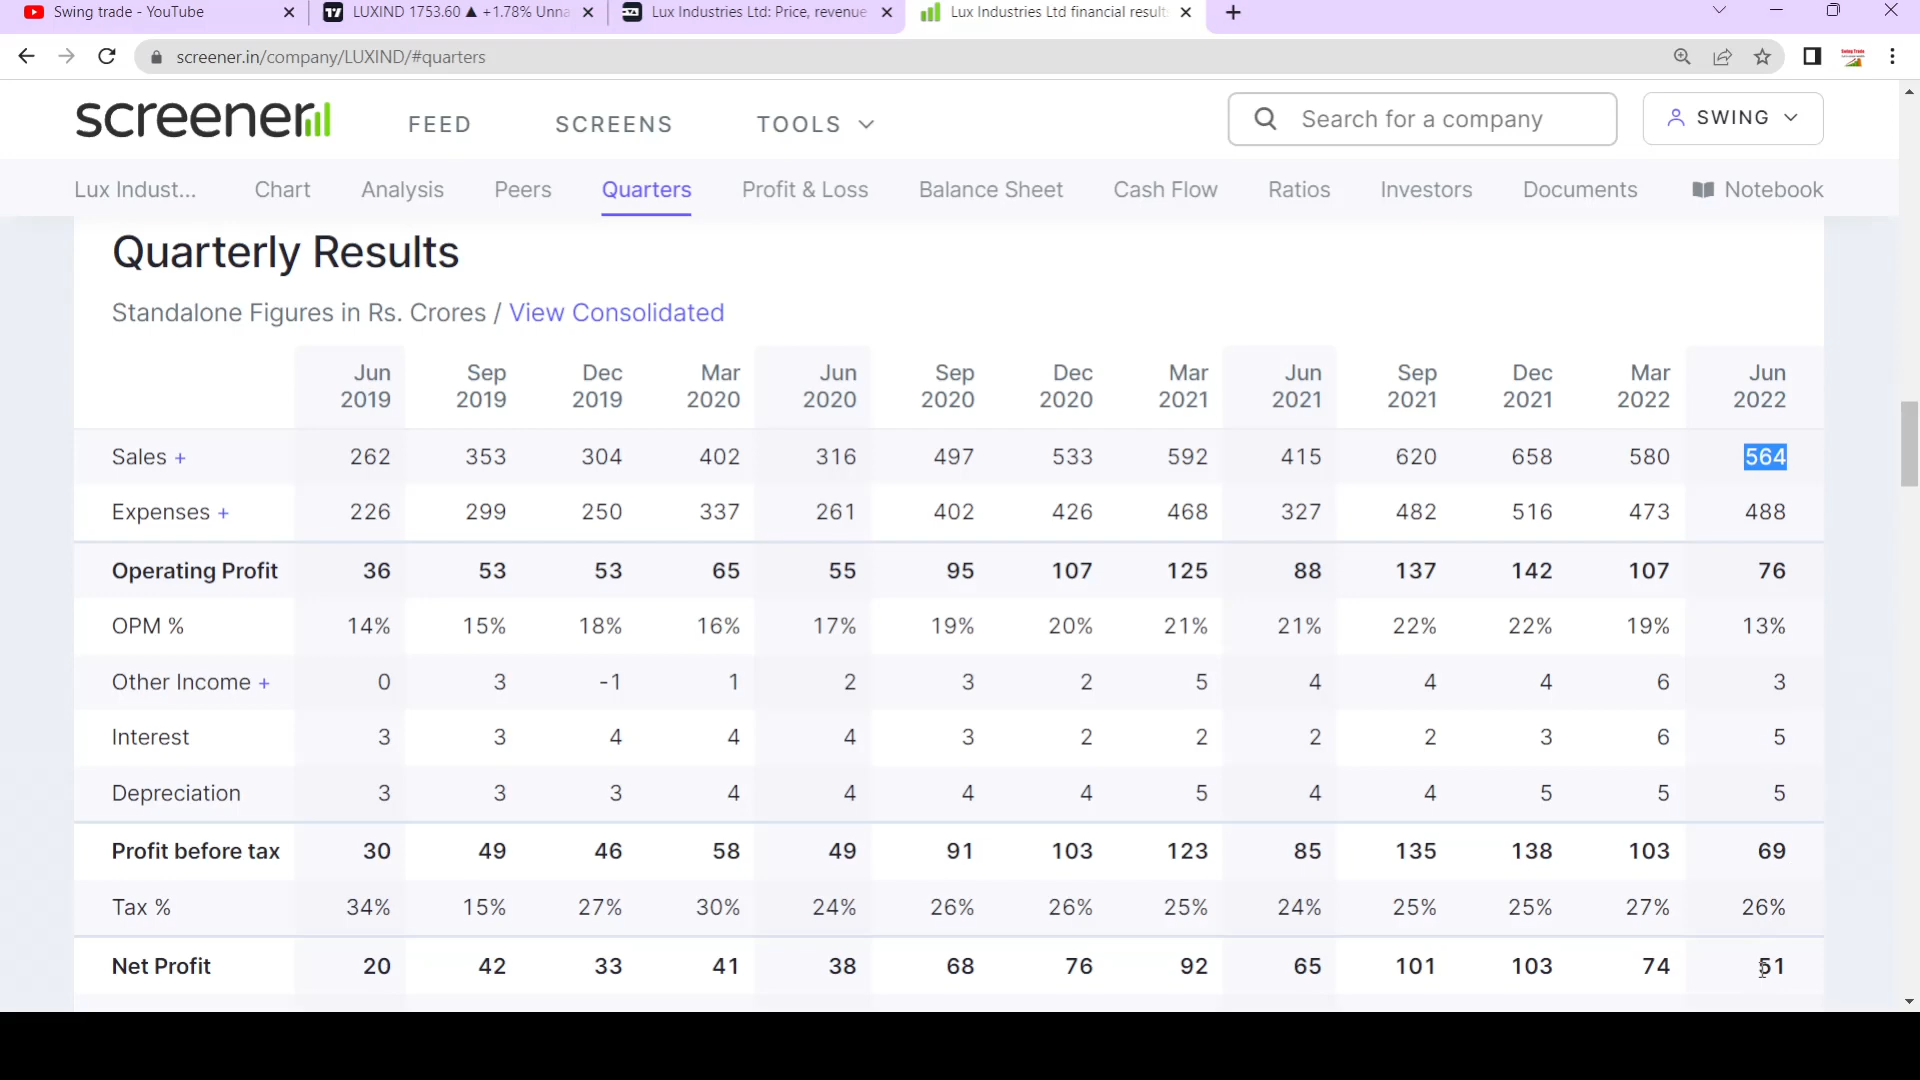 Swing trade - YouTube
LUXIND 1753.60 ▲ +1.78% Unna
Lux Industries Ltd: Price, revenue
Lux Industries Ltd financial result
screener.in/company/LUXIND/#quarters
screener
FEED
SCREENS
TOOLS
Search for a company
SWING
Lux Indust...
Chart
Analysis
Peers
Quarters
Profit & Loss
Balance Sheet
Cash Flow
Ratios
Investors
Documents
Notebook
Quarterly Results
Standalone Figures in Rs. Crores / View Consolidated
Jun 2019 Sep 2019 Dec 2019 Mar 2020 Jun 2020 Sep 2020 Dec 2020 Mar 2021 Jun 2021 Sep 2021 Dec 2021 Mar 2022 Jun 2022
Sales + 262 353 304 402 316 497 533 592 415 620 658 580 564
Expenses + 226 299 250 337 261 402 426 468 327 482 516 473 488
Operating Profit 36 53 53 65 55 95 107 125 88 137 142 107 76
OPM % 14% 15% 18% 16% 17% 19% 20% 21% 21% 22% 22% 19% 13%
Other Income + 0 3 -1 1 2 3 2 5 4 4 4 6 3
Interest 3 3 4 4 4 3 2 2 2 2 3 6 5
Depreciation 3 3 3 4 4 4 4 5 4 4 5 5 5
Profit before tax 30 49 46 58 49 91 103 123 85 135 138 103 69
Tax % 34% 15% 27% 30% 24% 26% 26% 25% 24% 25% 25% 27% 26%
Net Profit 20 42 33 41 38 68 76 92 65 101 103 74 51